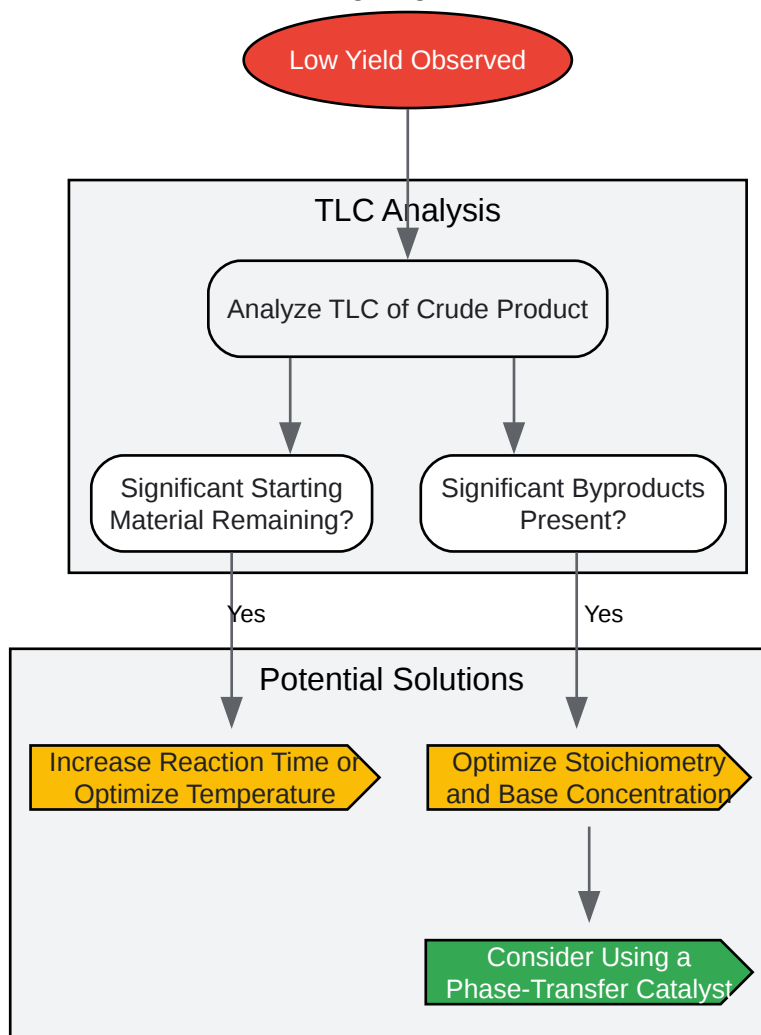 Low Yield Observed
TLC Analysis
Analyze TLC of Crude Product
Significant Starting
Material Remaining?
Significant Byproducts
Present?
Yes
Yes
Potential Solutions
Increase Reaction Time or
Optimize Temperature
Optimize Stoichiometry
and Base Concentration
Consider Using a
Phase-Transfer Catalyst